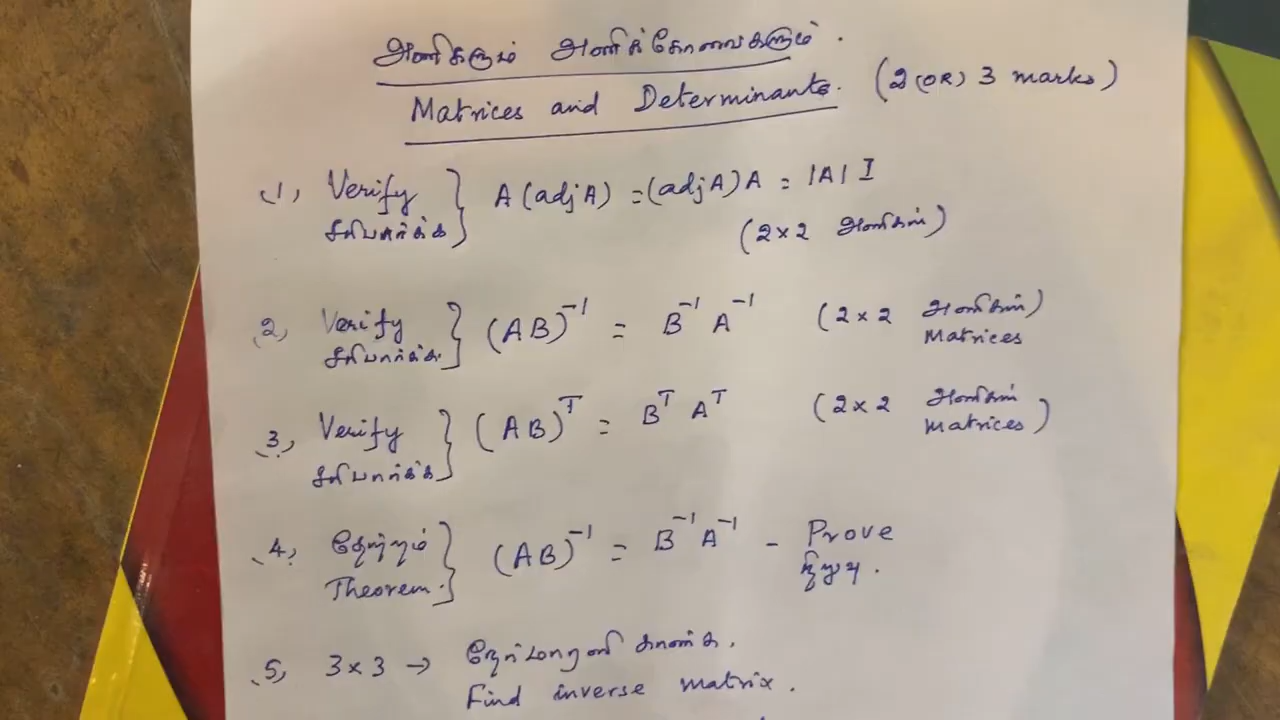 அணிகளும் அணிக்கோவைகளும்.
Matrices and Determinants. (2 (OR) 3 marks)
1, Verify சரிபார்க்க } A (adj A) = (adj A) A = |A| I
(2×2 அணிகள்)
2, Verify சரிபார்க்க } (AB)⁻¹ = B⁻¹ A⁻¹ (2×2 அணிகள்) Matrices
3, Verify சரிபார்க்க } (AB)ᵀ = Bᵀ Aᵀ (2×2 அணிகள் matrices)
4, தேற்றம் Theorem. } (AB)⁻¹ = B⁻¹ A⁻¹ - Prove
நிறுவு.
5, 3×3 → நேர்மாறணி காண்க.
Find inverse matrix.